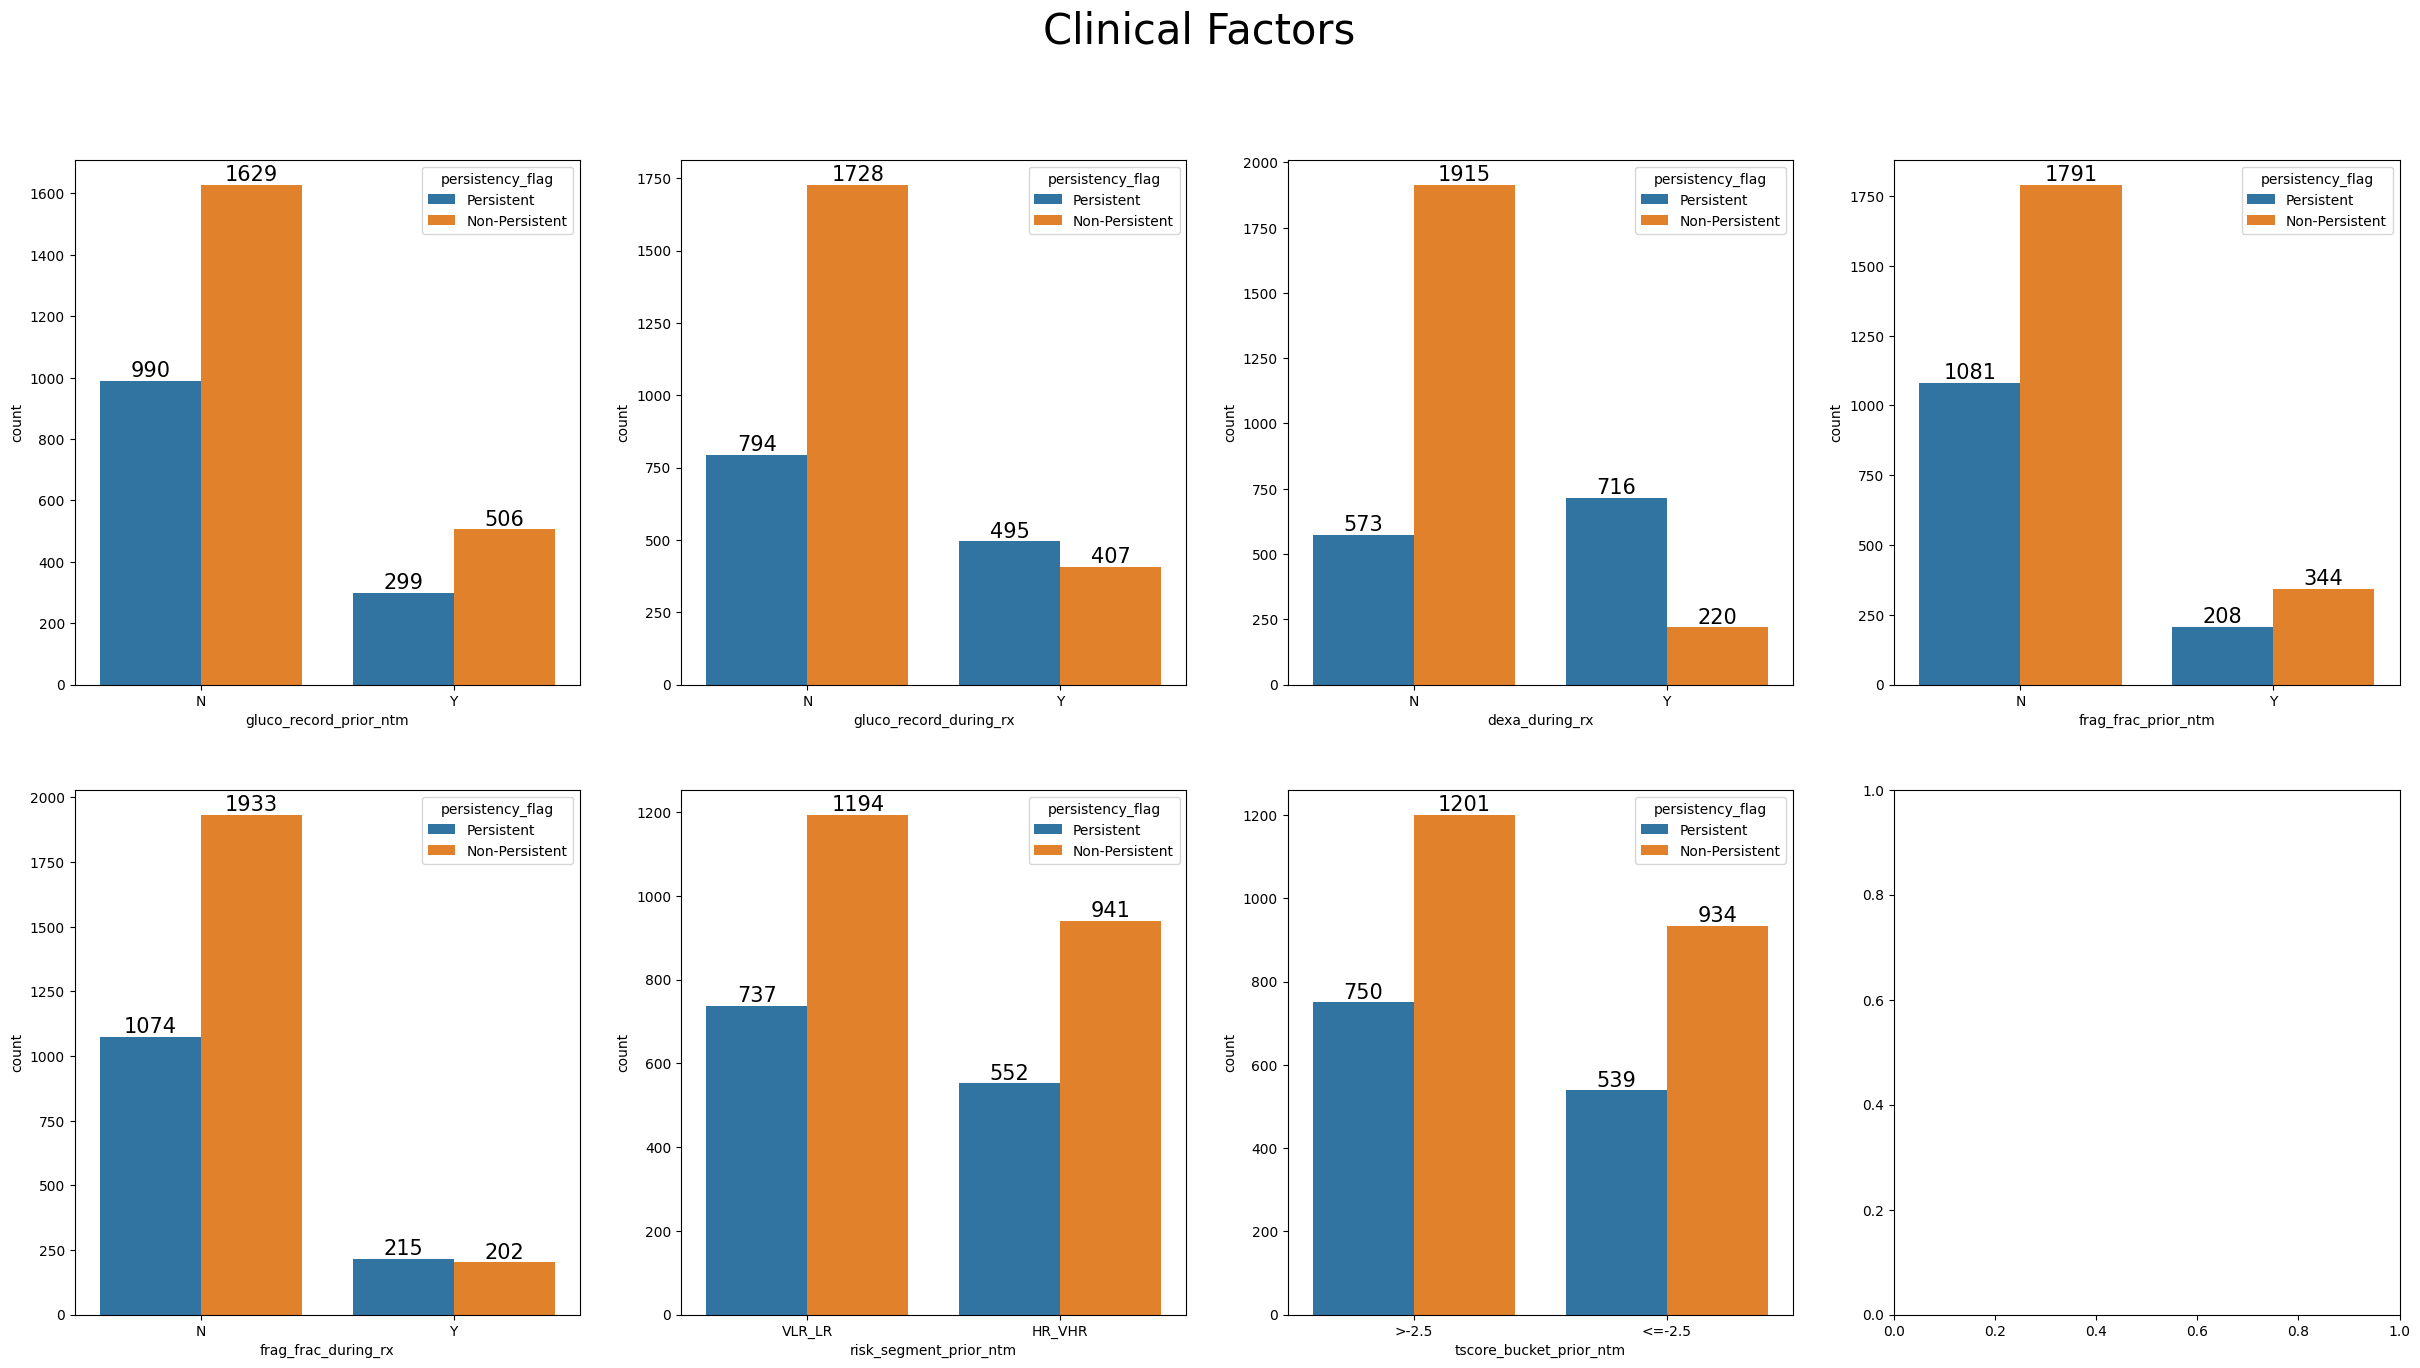 Clinical Factors
1629
990
299
506
persistency_flag
Persistent
Non-Persistent
1600
1400
1200
1000
800
600
400
200
0
count
N
Y
gluco_record_prior_ntm
1728
794
495
407
persistency_flag
Persistent
Non-Persistent
1750
1500
1250
1000
750
500
250
0
count
N
Y
gluco_record_during_rx
1915
573
716
220
persistency_flag
Persistent
Non-Persistent
2000
1750
1500
1250
1000
750
500
250
0
count
N
Y
dexa_during_rx
1791
1081
208
344
persistency_flag
Persistent
Non-Persistent
1750
1500
1250
1000
750
500
250
0
count
N
Y
frag_frac_prior_ntm
1933
1074
215
202
persistency_flag
Persistent
Non-Persistent
2000
1750
1500
1250
1000
750
500
250
0
count
N
Y
frag_frac_during_rx
1194
737
552
941
persistency_flag
Persistent
Non-Persistent
1200
1000
800
600
400
200
0
count
VLR_LR
HR_VHR
risk_segment_prior_ntm
1201
750
539
934
persistency_flag
Persistent
Non-Persistent
1200
1000
800
600
400
200
0
count
>-2.5
<=-2.5
tscore_bucket_prior_ntm
1.0
0.8
0.6
0.4
0.2
0.0
0.0
0.2
0.4
0.6
0.8
1.0